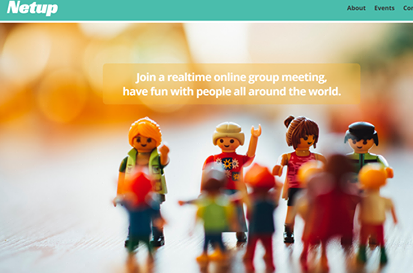 Netup
About Events
Join a realtime online group meeting,
have fun with people all around the world.